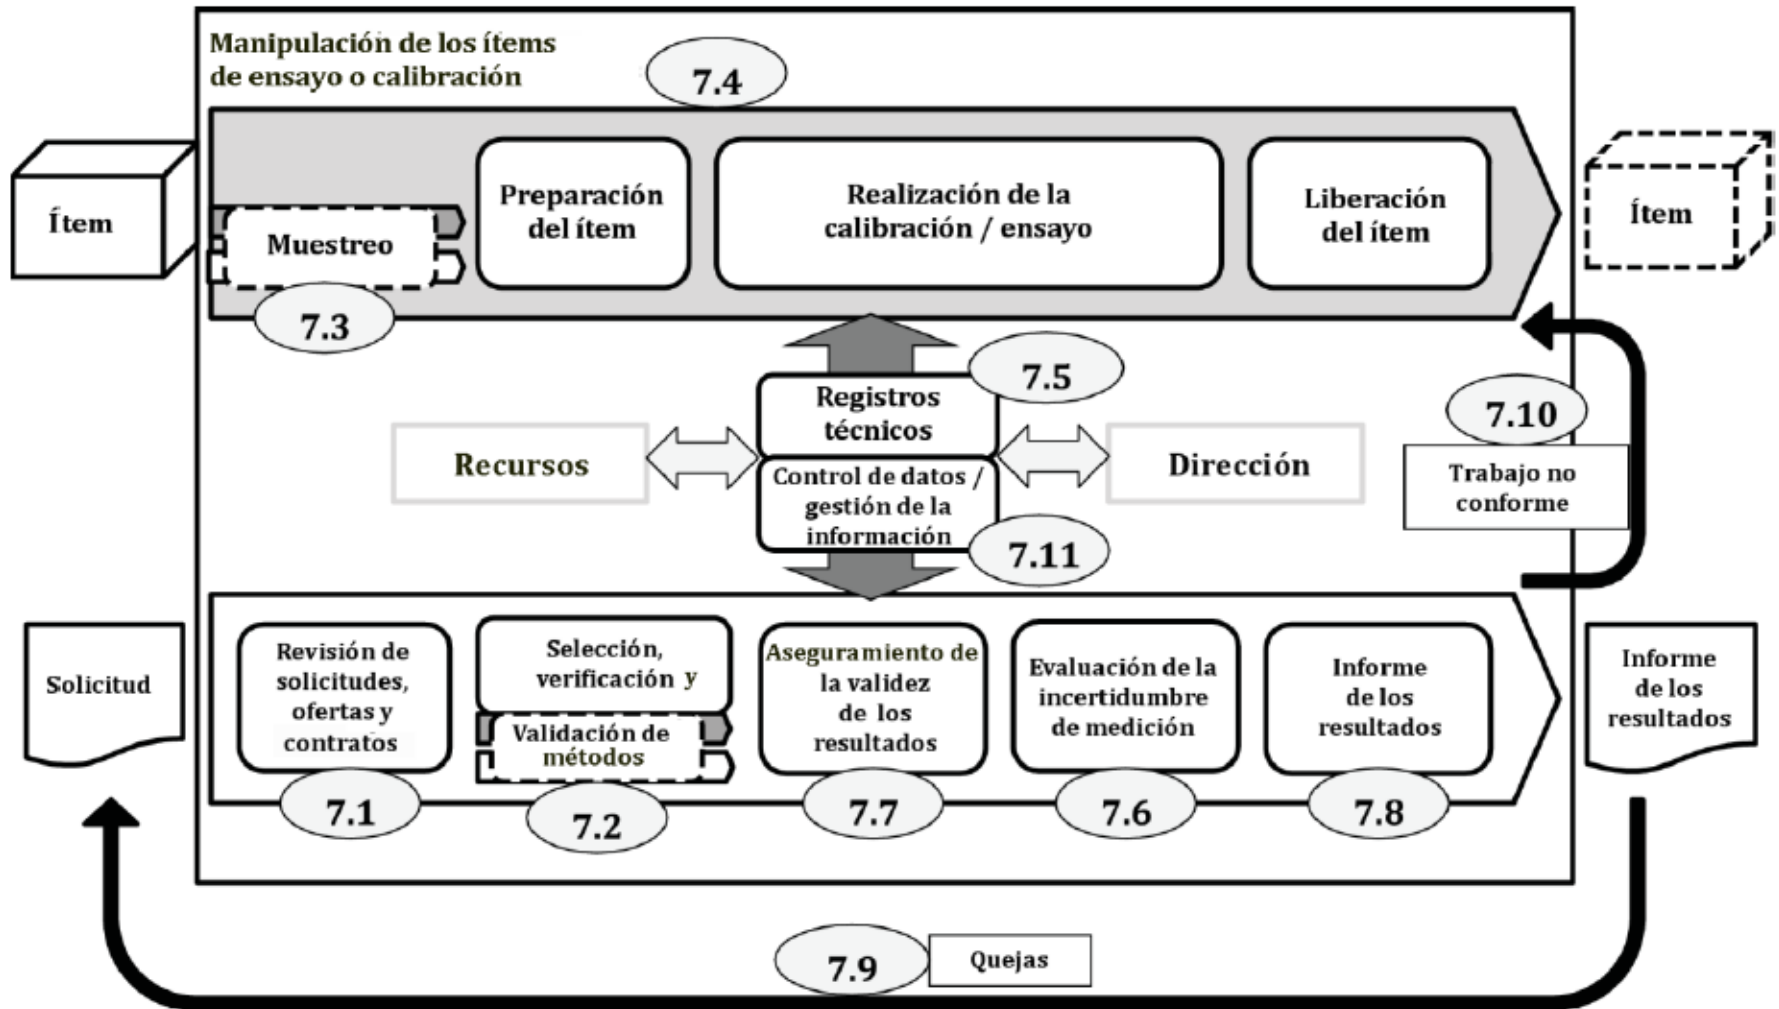 Manipulación de los ítems
de ensayo o calibración
7.4
Ítem
Muestreo
7.3
Preparación
del ítem
Realización de la
calibración / ensayo
Liberación
del ítem
Ítem
Registros
técnicos
7.5
Recursos
Control de datos /
gestión de la
información
7.11
Dirección
7.10
Trabajo no
conforme
Solicitud
Revisión de
solicitudes,
ofertas y
contratos
7.1
Selección,
verificación y
Validación de
métodos
7.2
Aseguramiento de
la validez
de los
resultados
7.7
Evaluación de la
incertidumbre
de medición
7.6
Informe
de los
resultados
7.8
Informe
de los
resultados
7.9
Quejas